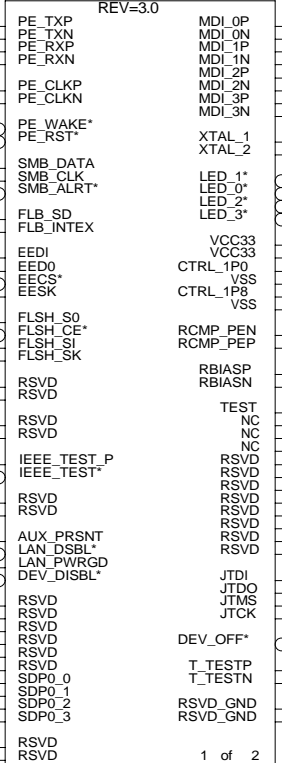 REV=3.0
PE_TXP
PE_TXN
PE_RXP
PE_RXN
PE_CLKP
PE_CLKN
PE_WAKE*
PE_RST*
SMB_DATA
SMB_CLK
SMB_ALRT*
FLB_SD
FLB_INTEX
EEDI
EED0
EECS*
EESK
FLSH_S0
FLSH_CE*
FLSH_SI
FLSH_SK
RSVD
RSVD
RSVD
RSVD
IEEE_TEST_P
IEEE_TEST*
RSVD
RSVD
AUX_PRSNT
LAN_DSBL*
LAN_PWRGD
DEV_DISBL*
RSVD
RSVD
RSVD
RSVD
RSVD
RSVD
SDP0_0
SDP0_1
SDP0_2
SDP0_3
RSVD
RSVD
MDI_0P
MDI_0N
MDI_1P
MDI_1N
MDI_2P
MDI_2N
MDI_3P
MDI_3N
XTAL_1
XTAL_2
LED_1*
LED_0*
LED_2*
LED_3*
VCC33
VCC33
CTRL_1P0
VSS
CTRL_1P8
VSS
RCMP_PEN
RCMP_PEP
RBIASP
RBIASN
TEST
NC
NC
NC
RSVD
RSVD
RSVD
RSVD
RSVD
RSVD
RSVD
RSVD
JTDI
JTDO
JTMS
JTCK
DEV_OFF*
T_TESTP
T_TESTN
RSVD_GND
RSVD_GND
1 of 2